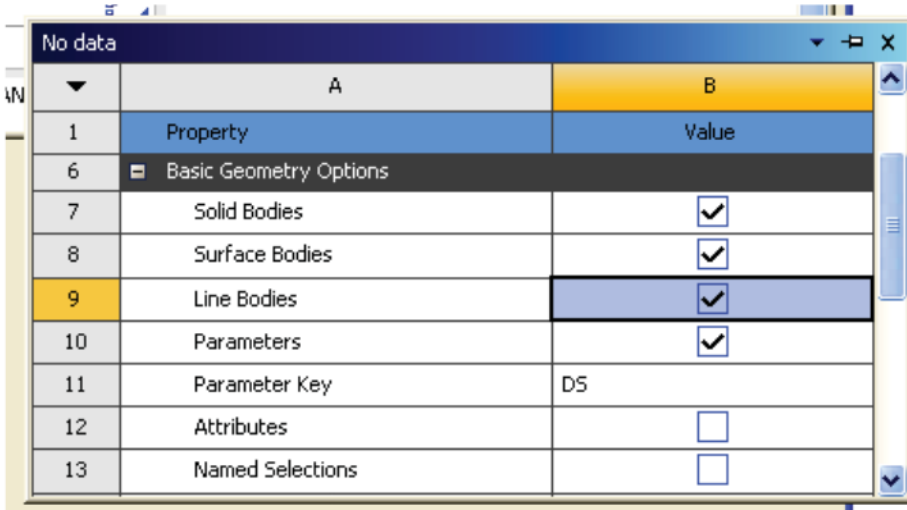 No data
A B
1 Property Value
6 Basic Geometry Options
7 Solid Bodies
8 Surface Bodies
9 Line Bodies
10 Parameters
11 Parameter Key DS
12 Attributes
13 Named Selections